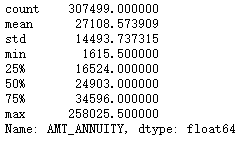 count    307499.000000
mean      27108.573909
std       14493.737315
min        1615.500000
25%       16524.000000
50%       24903.000000
75%       34596.000000
max      258025.500000
Name: AMT_ANNUITY, dtype: float64